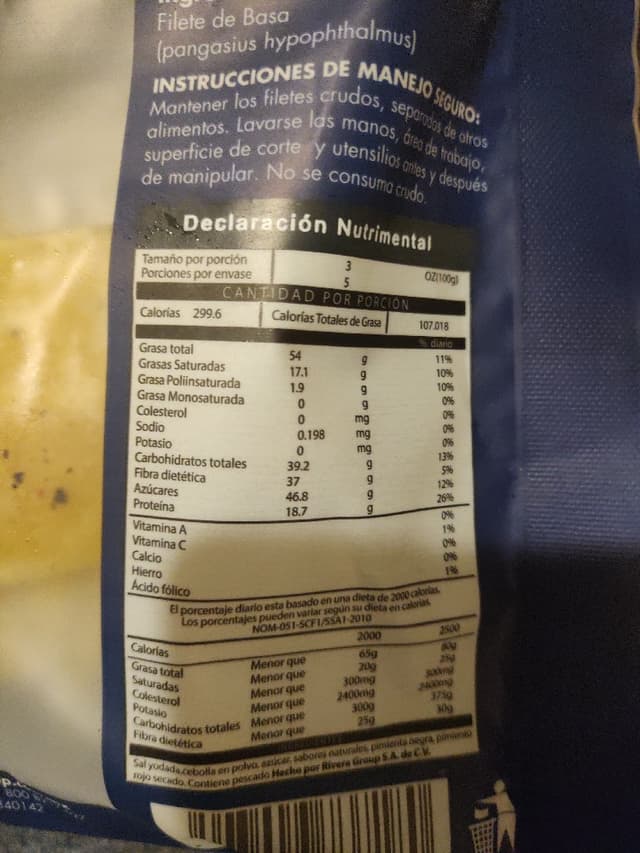 Filete de Basa
(pangasius hypophthalmus)
INSTRUCCIONES DE MANEJO SEGURO:
Mantener los filetes crudos, separados de otros
alimentos. Lavarse las manos, área de trabajo,
superficie de corte y utensilios antes y después
de manipular. No se consuma crudo.
Declaración Nutrimental
Tamaño por porción 3 OZ(100g)
Porciones por envase 5
CANTIDAD POR PORCION
Calorías 299.6 Calorías Totales de Grasa 107.018
% diario
Grasa total 54 g 11%
Grasas Saturadas 17.1 g 10%
Grasa Poliinsaturada 1.9 g 10%
Grasa Monosaturada 0 g 0%
Colesterol 0 mg 0%
Sodio 0.198 mg 0%
Potasio 0 mg 0%
Carbohidratos totales 39.2 g 13%
Fibra dietética 37 g 5%
Azúcares 46.8 g 12%
Proteína 18.7 g 26%
Vitamina A 0%
Vitamina C 1%
Calcio 0%
Hierro 0%
Ácido fólico 1%
El porcentaje diario esta basado en una dieta de 2000 calorías.
Los porcentajes pueden variar según su dieta en calorías.
NOM-051-SCF1/SSA1-2010
Calorías 2000 2500
Grasa total Menor que 65g 80g
Saturadas Menor que 20g 25g
Colesterol Menor que 300mg 300mg
Potasio Menor que 2400mg 2400mg
Carbohidratos totales Menor que 300g 375g
Fibra dietética Menor que 25g 30g
Sal yodada,cebolla en polvo, azúcar, sabores naturales, pimienta negra, pimiento
rojo secado. Contiene pescado Hecho por Rivera Group S.A. de C.V.
800
340142